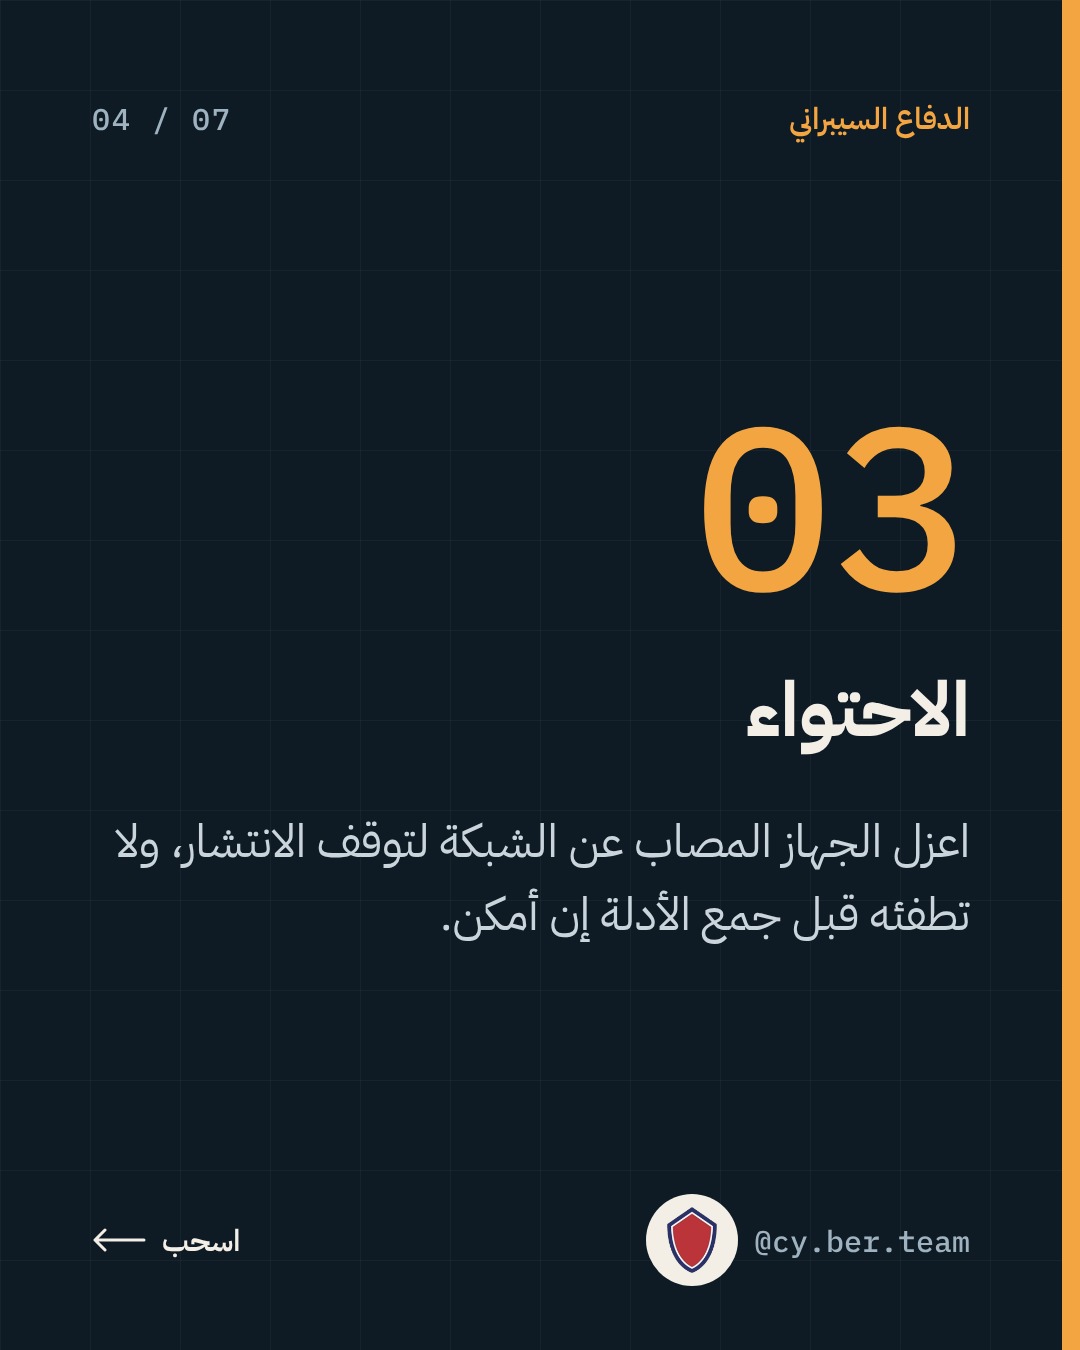 الدفاع السيبراني
04 / 07
03
الاحتواء
اعزل الجهاز المصاب عن الشبكة لتوقف الانتشار، ولا
تطفئه قبل جمع الأدلة إن أمكن.
@cy.ber.team
اسحب ←